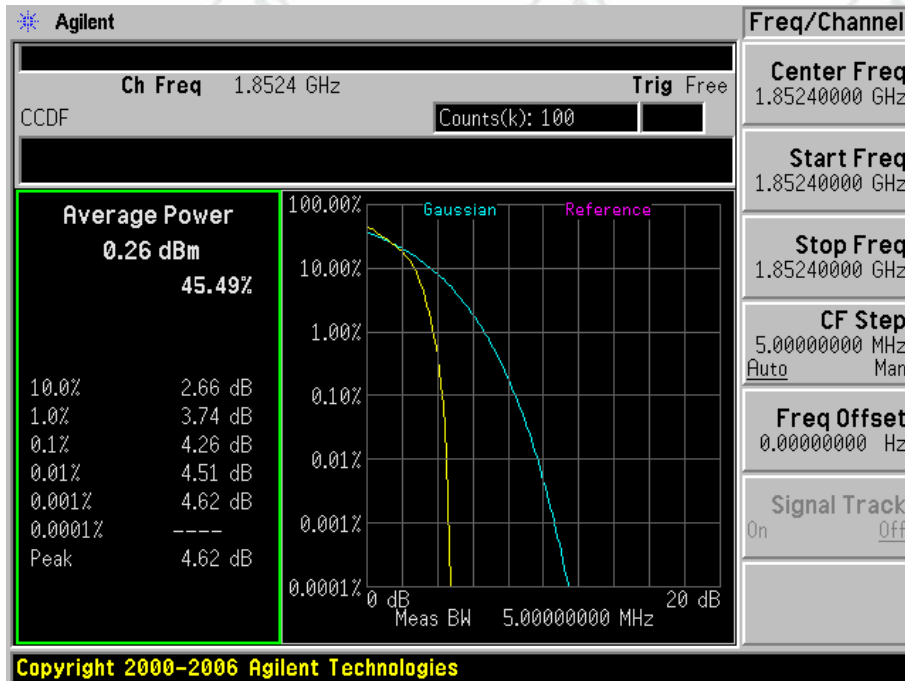 Agilent
Ch Freq 1.8524 GHz Trig Free
CCDF Counts(k): 100
Average Power
0.26 dBm
45.49%
10.0% 2.66 dB
1.0% 3.74 dB
0.1% 4.26 dB
0.01% 4.51 dB
0.001% 4.62 dB
0.0001% ----
Peak 4.62 dB
Gaussian Reference
100.00%
10.00%
1.00%
0.10%
0.01%
0.001%
0.0001%
0 dB 20 dB
Meas BW 5.00000000 MHz
Freq/Channel
Center Freq
1.85240000 GHz
Start Freq
1.85240000 GHz
Stop Freq
1.85240000 GHz
CF Step
5.00000000 MHz
Auto Man
Freq Offset
0.00000000 Hz
Signal Track
On Off
Copyright 2000-2006 Agilent Technologies